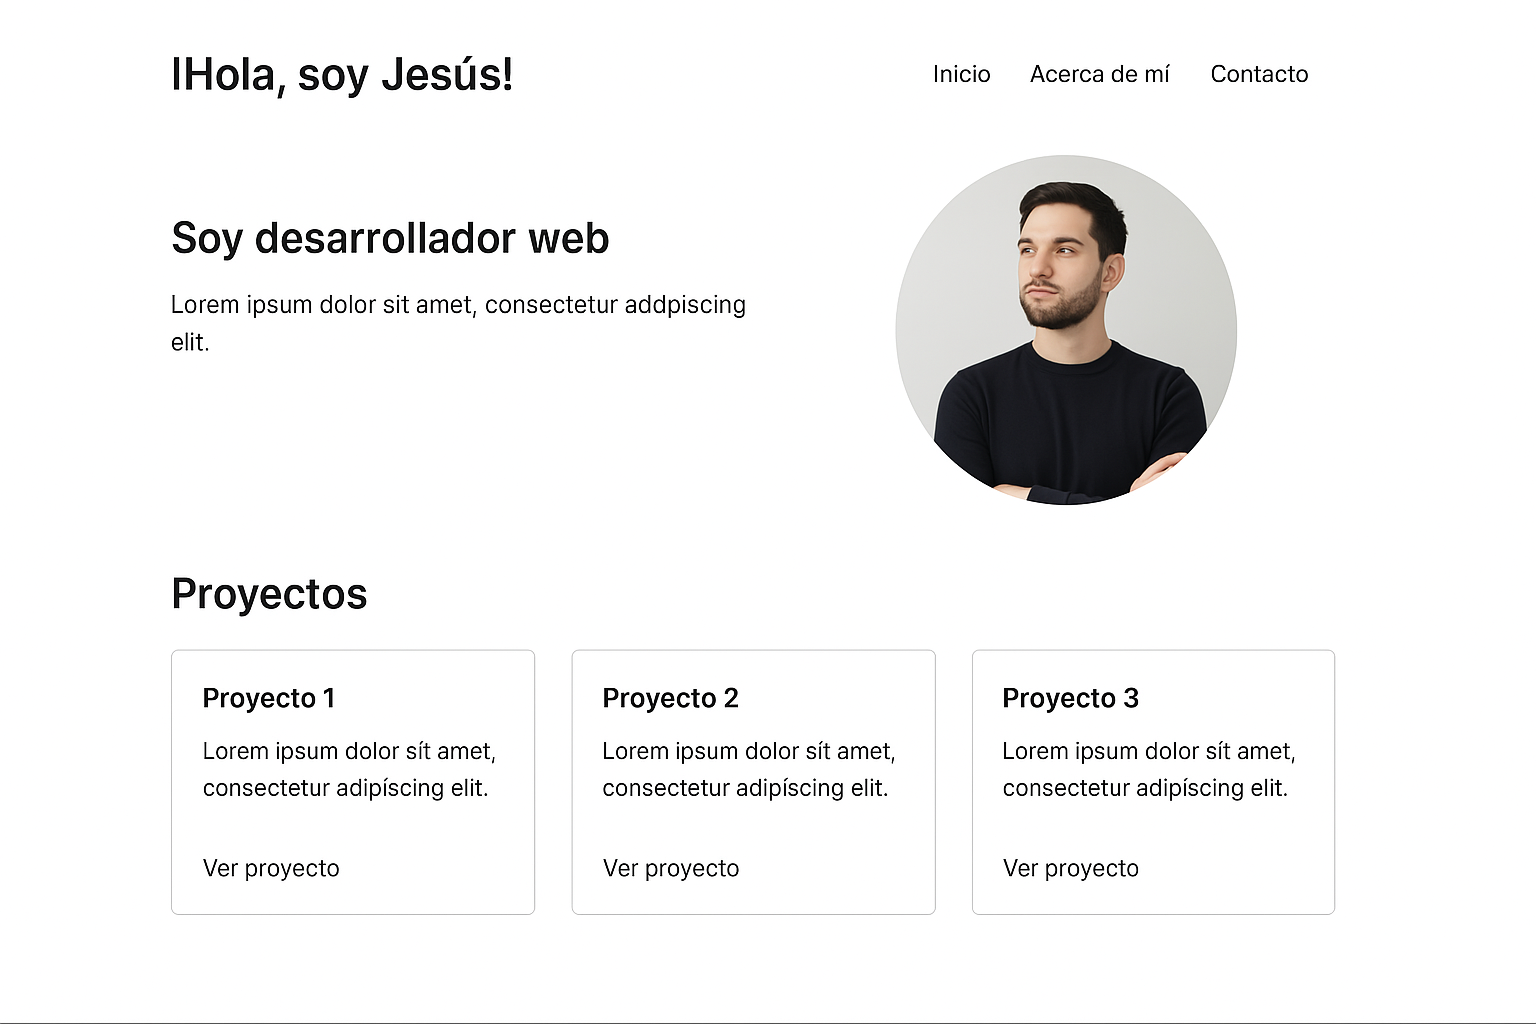 lHola, soy Jesús!
Inicio Acerca de mí Contacto
Soy desarrollador web
Lorem ipsum dolor sit amet, consectetur addpiscing
elit.
Proyectos
Proyecto 1
Lorem ipsum dolor sít amet,
consectetur adipíscing elit.
Ver proyecto
Proyecto 2
Lorem ipsum dolor sít amet,
consectetur adipíscing elit.
Ver proyecto
Proyecto 3
Lorem ipsum dolor sít amet,
consectetur adipíscing elit.
Ver proyecto